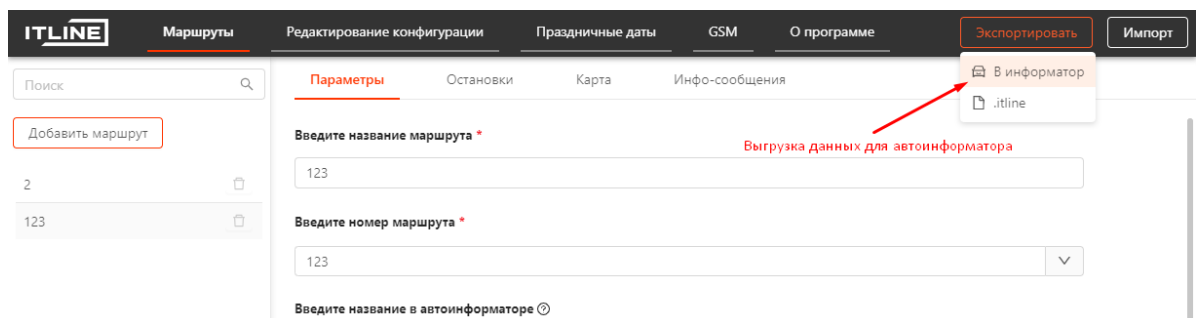 ITLINE Маршруты Редактирование конфигурации Праздничные даты GSM О программе Экспортировать Импорт
Поиск Параметры Остановки Карта Инфо-сообщения В информатор
.itline
Добавить маршрут Введите название маршрута * Выгрузка данных для автоинформатора
123
2
123 Введите номер маршрута *
123
Введите название в автоинформаторе